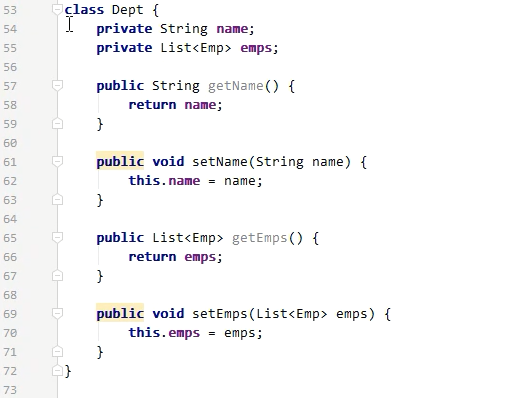 53 class Dept {
54     private String name;
55     private List<Emp> emps;
56
57     public String getName() {
58         return name;
59     }
60
61     public void setName(String name) {
62         this.name = name;
63     }
64
65     public List<Emp> getEmps() {
66         return emps;
67     }
68
69     public void setEmps(List<Emp> emps) {
70         this.emps = emps;
71     }
72 }
73